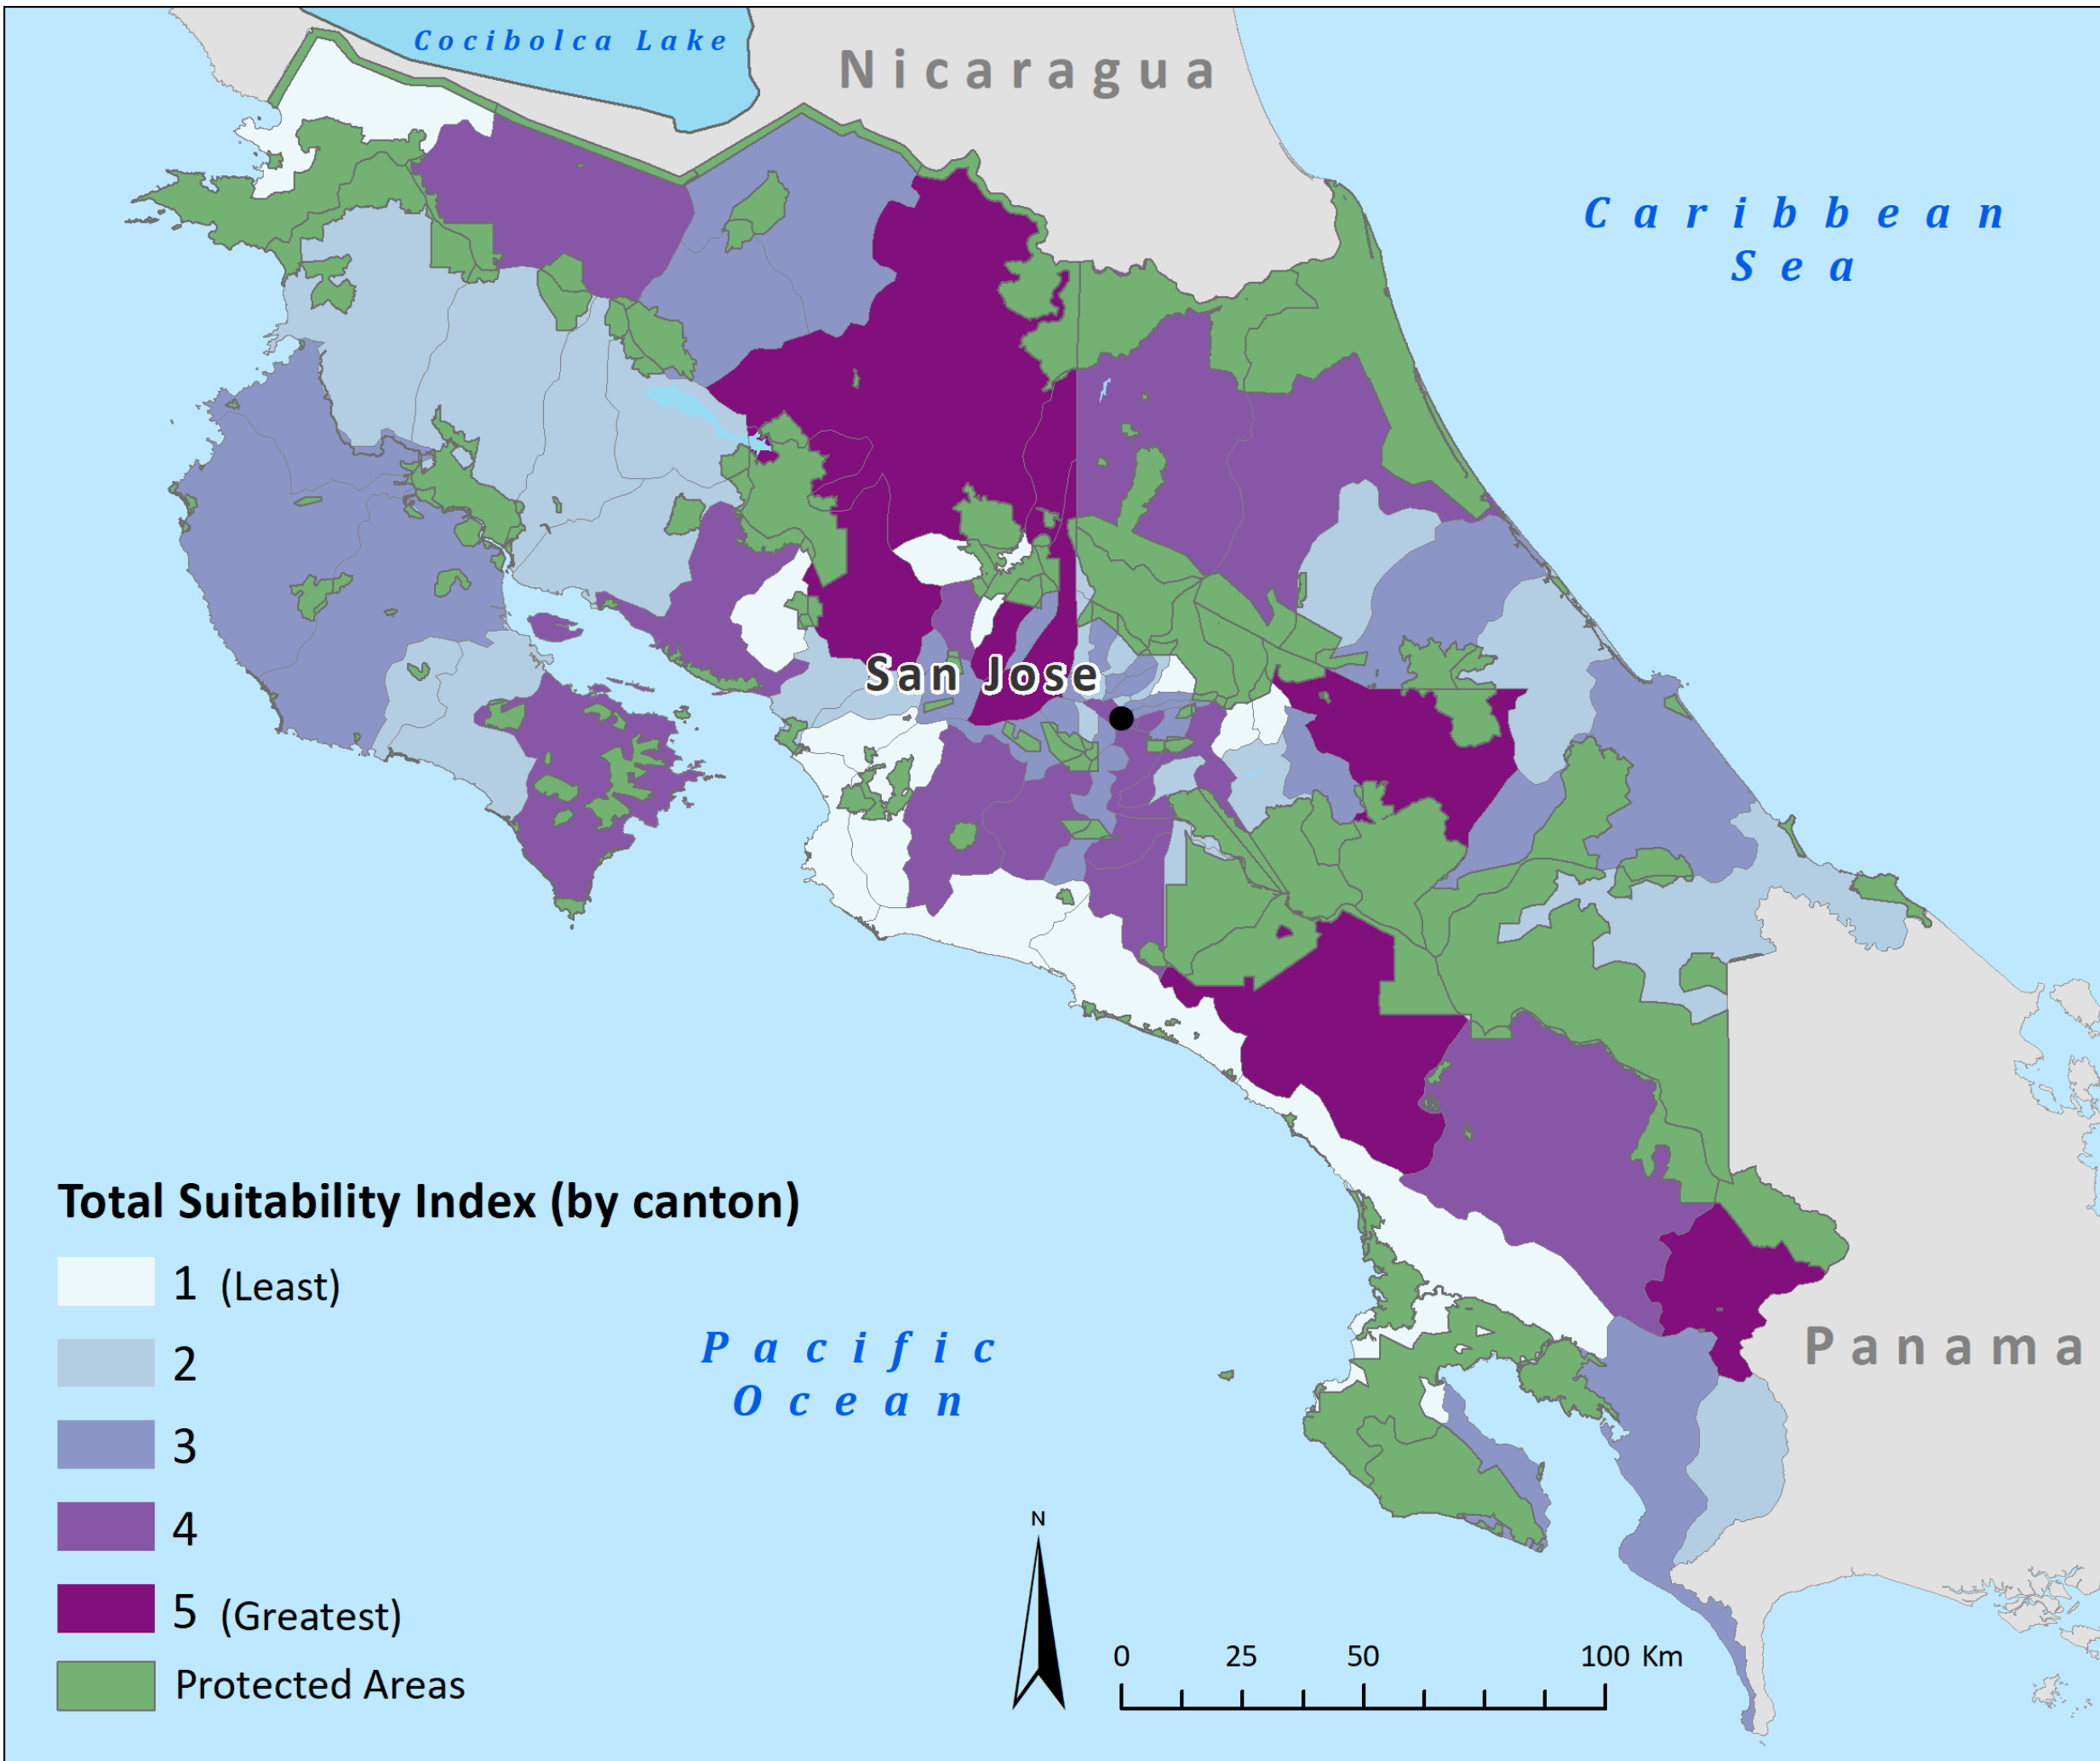 Cocibolca Lake
Nicaragua
Caribbean
Sea
San Jose
Total Suitability Index (by canton)
1 (Least)
2
3
4
5 (Greatest)
Protected Areas
Pacific
Ocean
Panama
N
0 25 50 100 Km